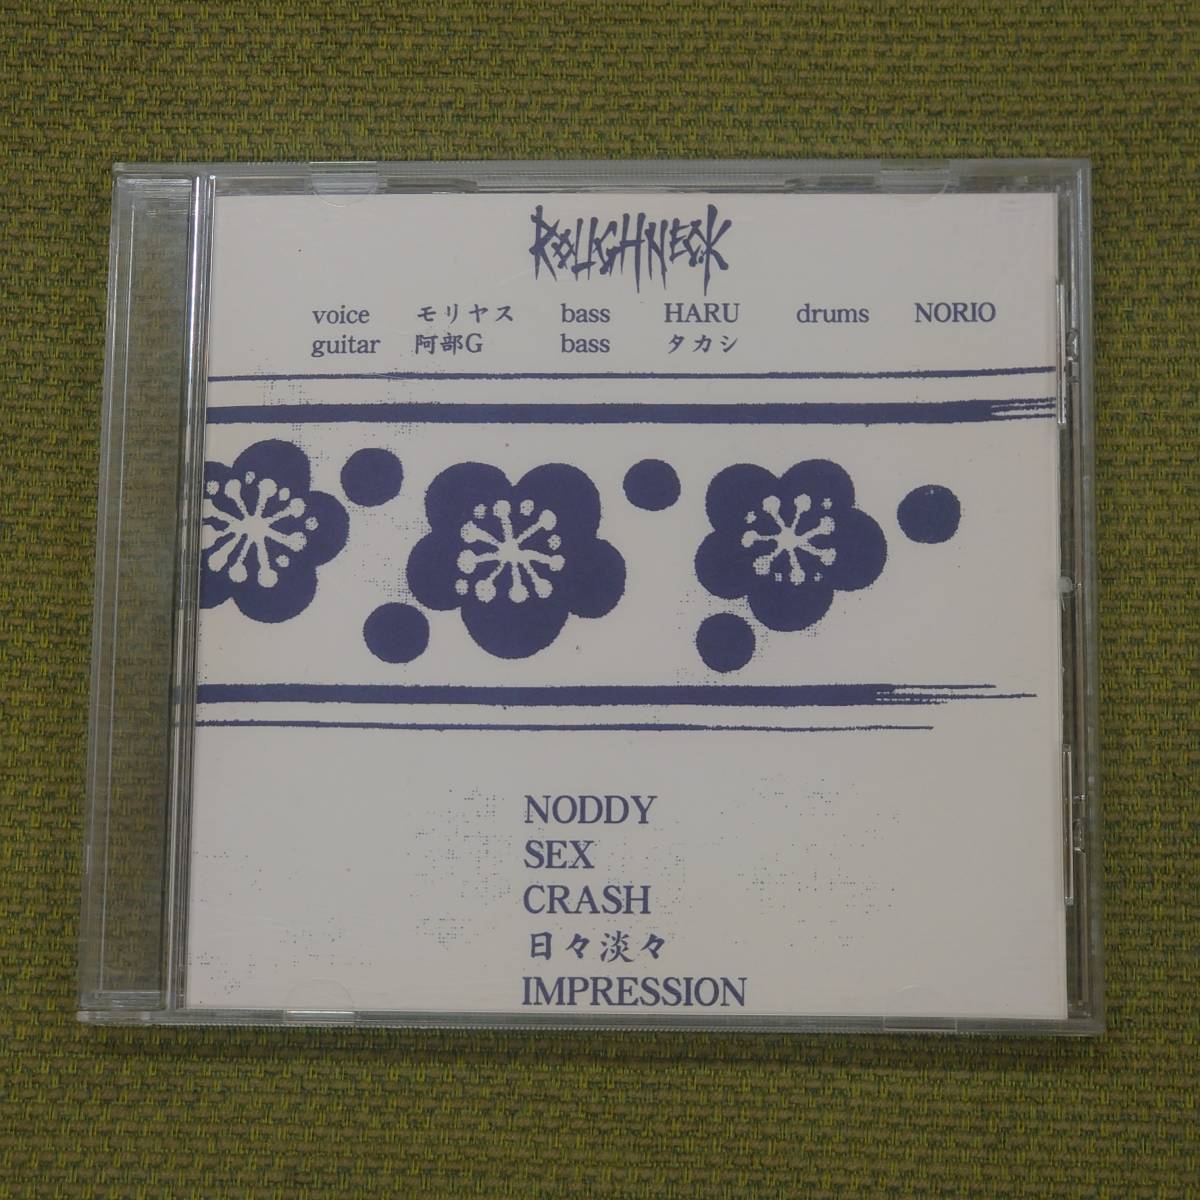 ROUGHNECK
voice モリヤス bass HARU drums NORIO
guitar 阿部G bass タカシ
NODDY
SEX
CRASH
日々淡々
IMPRESSION